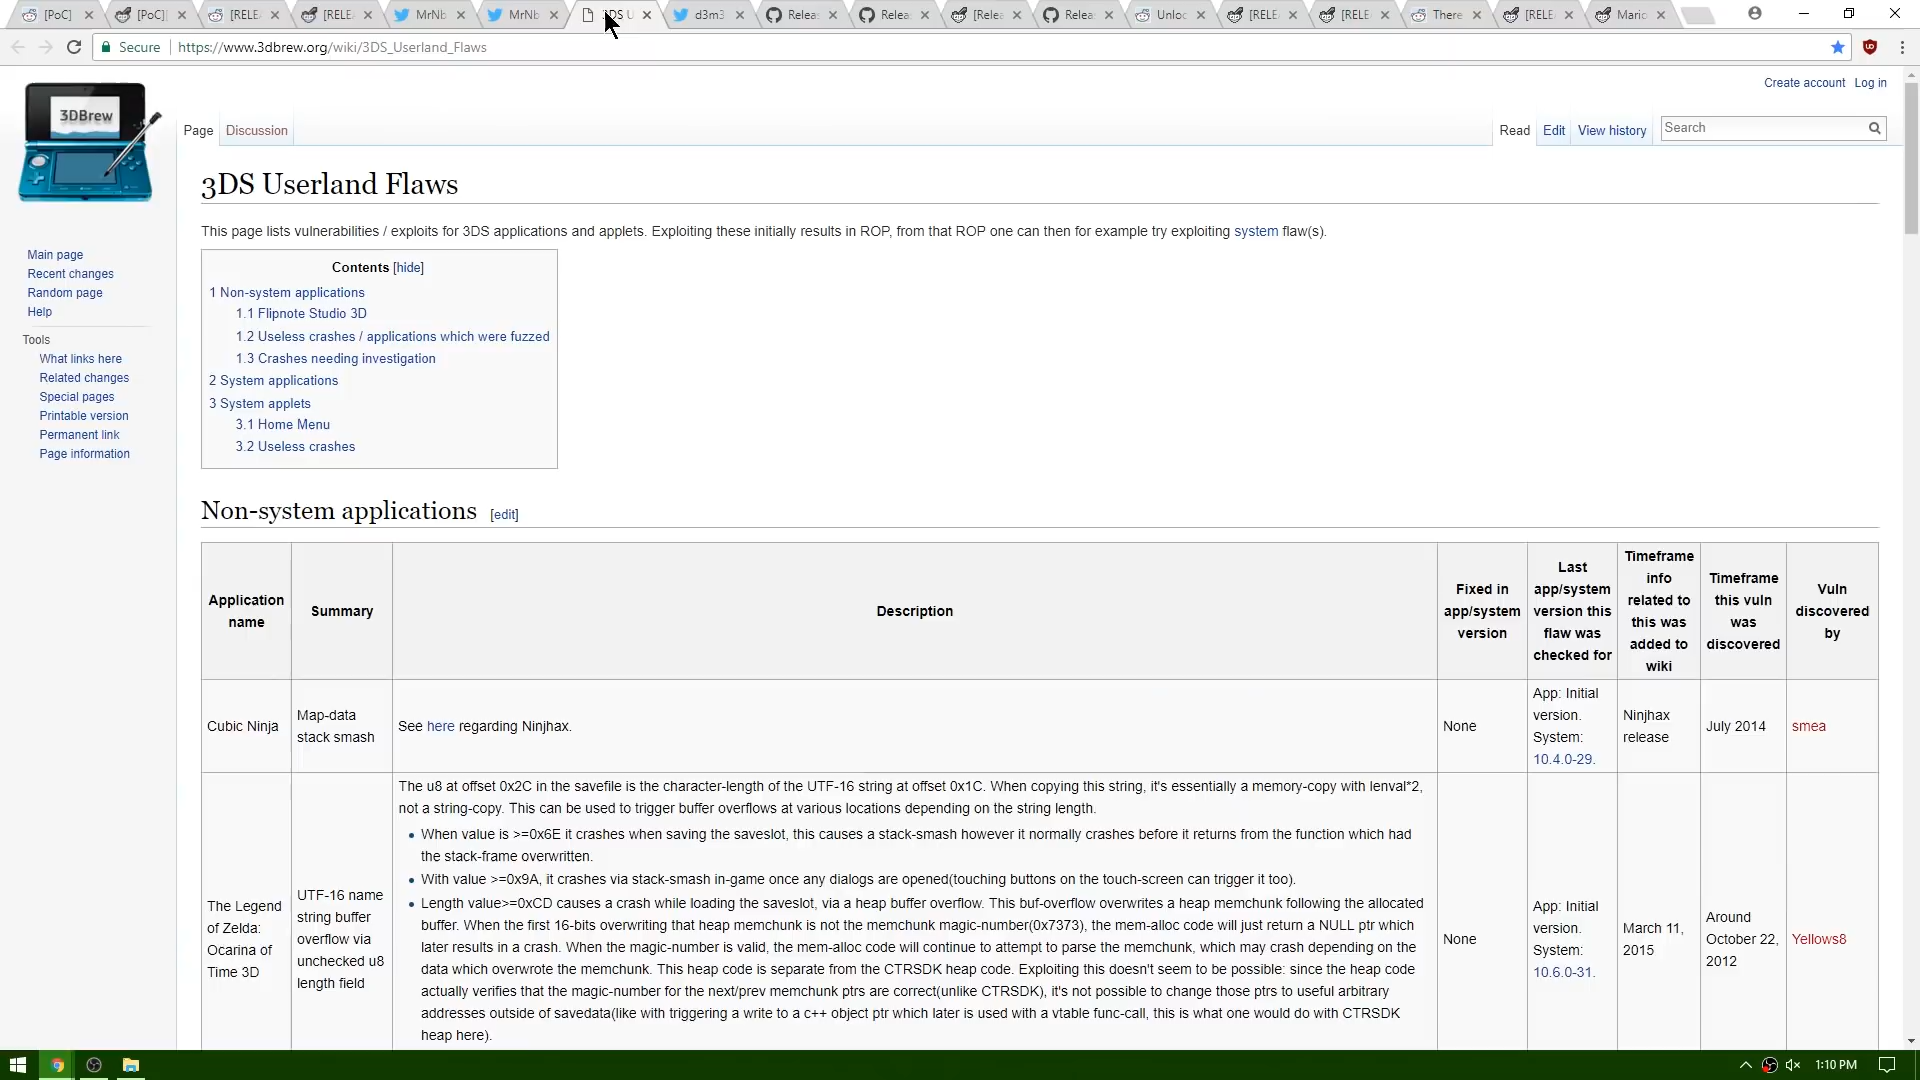 [PoC]
[PoC]
[RELEA
[RELEA
MrNb
MrNb
3DS U
d3m3
Releas
Releas
[Relea
Releas
Unloc
[RELE
[RELE
There
[RELE
Mario
Secure
https://www.3dbrew.org/wiki/3DS_Userland_Flaws
Create account Log in
3DBrew
Page Discussion
Read Edit View history Search
3DS Userland Flaws
This page lists vulnerabilities / exploits for 3DS applications and applets. Exploiting these initially results in ROP, from that ROP one can then for example try exploiting system flaw(s).
Main page
Recent changes
Random page
Help
Tools
What links here
Related changes
Special pages
Printable version
Permanent link
Page information
Contents [hide]
1 Non-system applications
1.1 Flipnote Studio 3D
1.2 Useless crashes / applications which were fuzzed
1.3 Crashes needing investigation
2 System applications
3 System applets
3.1 Home Menu
3.2 Useless crashes
Non-system applications [edit]
Application
name
Summary
Description
Fixed in
app/system
version
Last
app/system
version this
flaw was
checked for
Timeframe
info
related to
this was
added to
wiki
Timeframe
this vuln
was
discovered
Vuln
discovered
by
Cubic Ninja
Map-data
stack smash
See here regarding Ninjhax.
None
App: Initial
version.
System:
10.4.0-29.
Ninjhax
release
July 2014
smea
The Legend
of Zelda:
Ocarina of
Time 3D
UTF-16 name
string buffer
overflow via
unchecked u8
length field
The u8 at offset 0x2C in the savefile is the character-length of the UTF-16 string at offset 0x1C. When copying this string, it's essentially a memory-copy with lenval*2,
not a string-copy. This can be used to trigger buffer overflows at various locations depending on the string length.
• When value is >=0x6E it crashes when saving the saveslot, this causes a stack-smash however it normally crashes before it returns from the function which had
the stack-frame overwritten.
• With value >=0x9A, it crashes via stack-smash in-game once any dialogs are opened(touching buttons on the touch-screen can trigger it too).
• Length value>=0xCD causes a crash while loading the saveslot, via a heap buffer overflow. This buf-overflow overwrites a heap memchunk following the allocated
buffer. When the first 16-bits overwriting that heap memchunk is not the memchunk magic-number(0x7373), the mem-alloc code will just return a NULL ptr which
later results in a crash. When the magic-number is valid, the mem-alloc code will continue to attempt to parse the memchunk, which may crash depending on the
data which overwrote the memchunk. This heap code is separate from the CTRSDK heap code. Exploiting this doesn't seem to be possible: since the heap code
actually verifies that the magic-number for the next/prev memchunk ptrs are correct(unlike CTRSDK), it's not possible to change those ptrs to useful arbitrary
addresses outside of savedata(like with triggering a write to a c++ object ptr which later is used with a vtable func-call, this is what one would do with CTRSDK
heap here).
None
App: Initial
version.
System:
10.6.0-31.
March 11,
2015
Around
October 22,
2012
Yellows8
1:10 PM